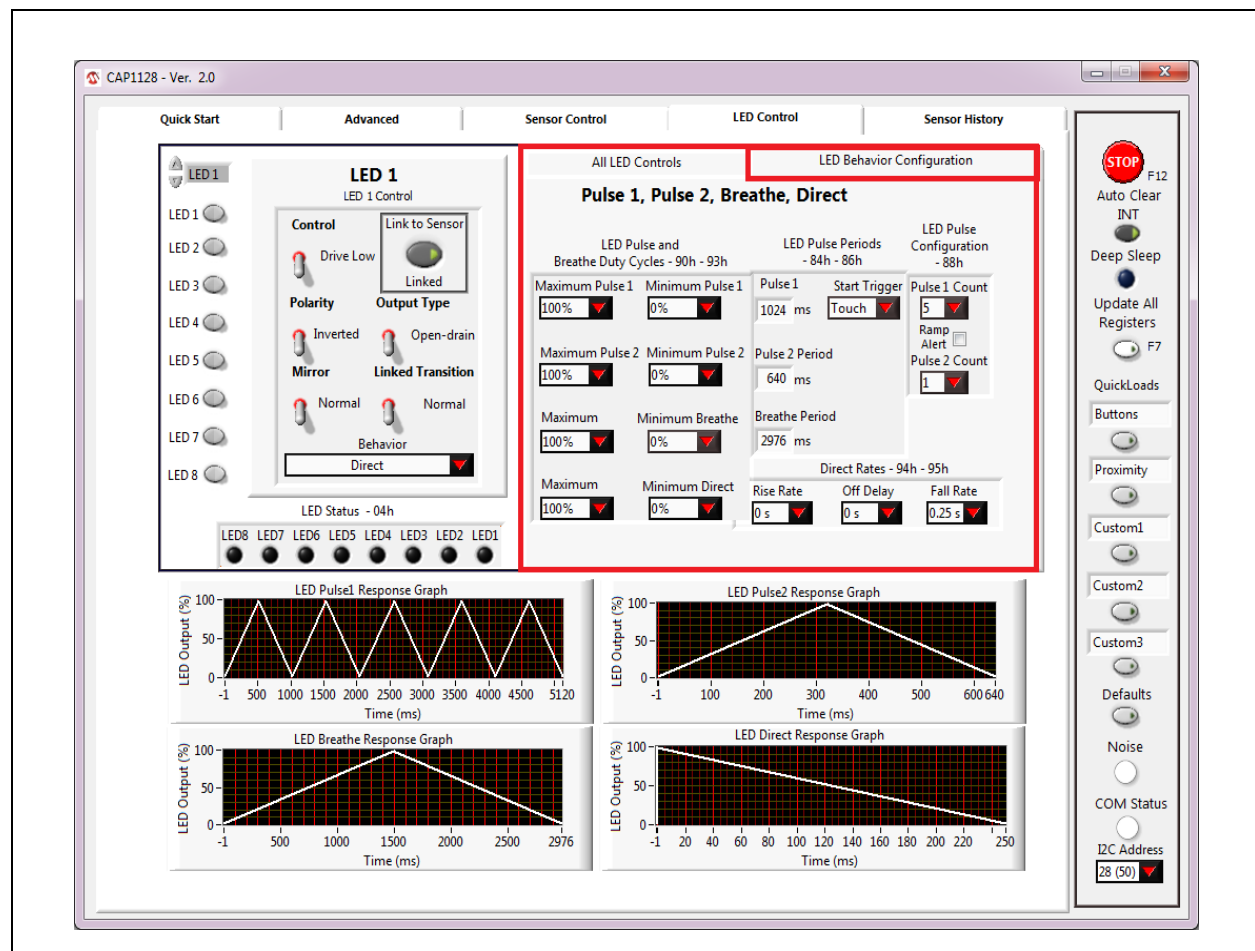 CAP1128 - Ver. 2.0
Quick Start
Advanced
Sensor Control
LED Control
Sensor History
LED 1
LED 1
LED 2
LED 3
LED 4
LED 5
LED 6
LED 7
LED 8
LED 1
LED 1 Control
Control
Drive Low
Link to Sensor
Linked
Polarity
Inverted
Output Type
Open-drain
Mirror
Normal
Linked Transition
Normal
Behavior
Direct
LED Status - 04h
LED8 LED7 LED6 LED5 LED4 LED3 LED2 LED1
All LED Controls
LED Behavior Configuration
Pulse 1, Pulse 2, Breathe, Direct
LED Pulse and
Breathe Duty Cycles - 90h - 93h
Maximum Pulse 1 Minimum Pulse 1
100% 0%
Maximum Pulse 2 Minimum Pulse 2
100% 0%
Maximum Minimum Breathe
100% 0%
Maximum Minimum Direct
100% 0%
LED Pulse Periods
- 84h - 86h
Pulse 1
1024 ms
Start Trigger
Touch
Pulse 2 Period
640 ms
Breathe Period
2976 ms
LED Pulse
Configuration
- 88h
Pulse 1 Count
5
Ramp
Alert
Pulse 2 Count
1
Direct Rates - 94h - 95h
Rise Rate Off Delay Fall Rate
0 s 0 s 0.25 s
LED Pulse1 Response Graph
LED Output (%)
100
50
0
-1 500 1000 1500 2000 2500 3000 3500 4000 4500 5120
Time (ms)
LED Pulse2 Response Graph
LED Output (%)
100
50
0
-1 100 200 300 400 500 600 640
Time (ms)
LED Breathe Response Graph
LED Output (%)
100
50
0
-1 500 1000 1500 2000 2500 2976
Time (ms)
LED Direct Response Graph
LED Output (%)
100
50
0
-1 20 40 60 80 100 120 140 160 180 200 220 250
Time (ms)
STOP
F12
Auto Clear
INT
Deep Sleep
Update All
Registers
F7
QuickLoads
Buttons
Proximity
Custom1
Custom2
Custom3
Defaults
Noise
COM Status
I2C Address
28 (50)